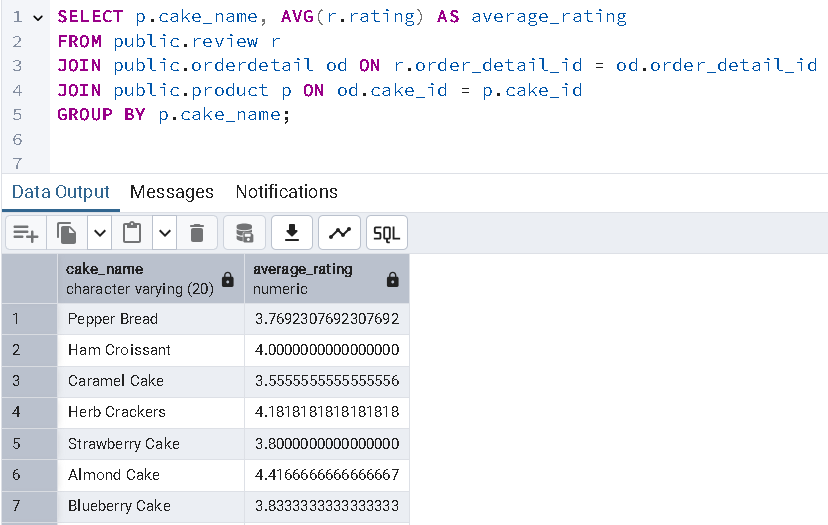 1 SELECT p.cake_name, AVG(r.rating) AS average_rating
2 FROM public.review r
3 JOIN public.orderdetail od ON r.order_detail_id = od.order_detail_id
4 JOIN public.product p ON od.cake_id = p.cake_id
5 GROUP BY p.cake_name;
6
7
Data Output Messages Notifications
SQL
cake_name average_rating
character varying (20) numeric
1 Pepper Bread 3.7692307692307692
2 Ham Croissant 4.0000000000000000
3 Caramel Cake 3.5555555555555556
4 Herb Crackers 4.1818181818181818
5 Strawberry Cake 3.8000000000000000
6 Almond Cake 4.4166666666666667
7 Blueberry Cake 3.8333333333333333